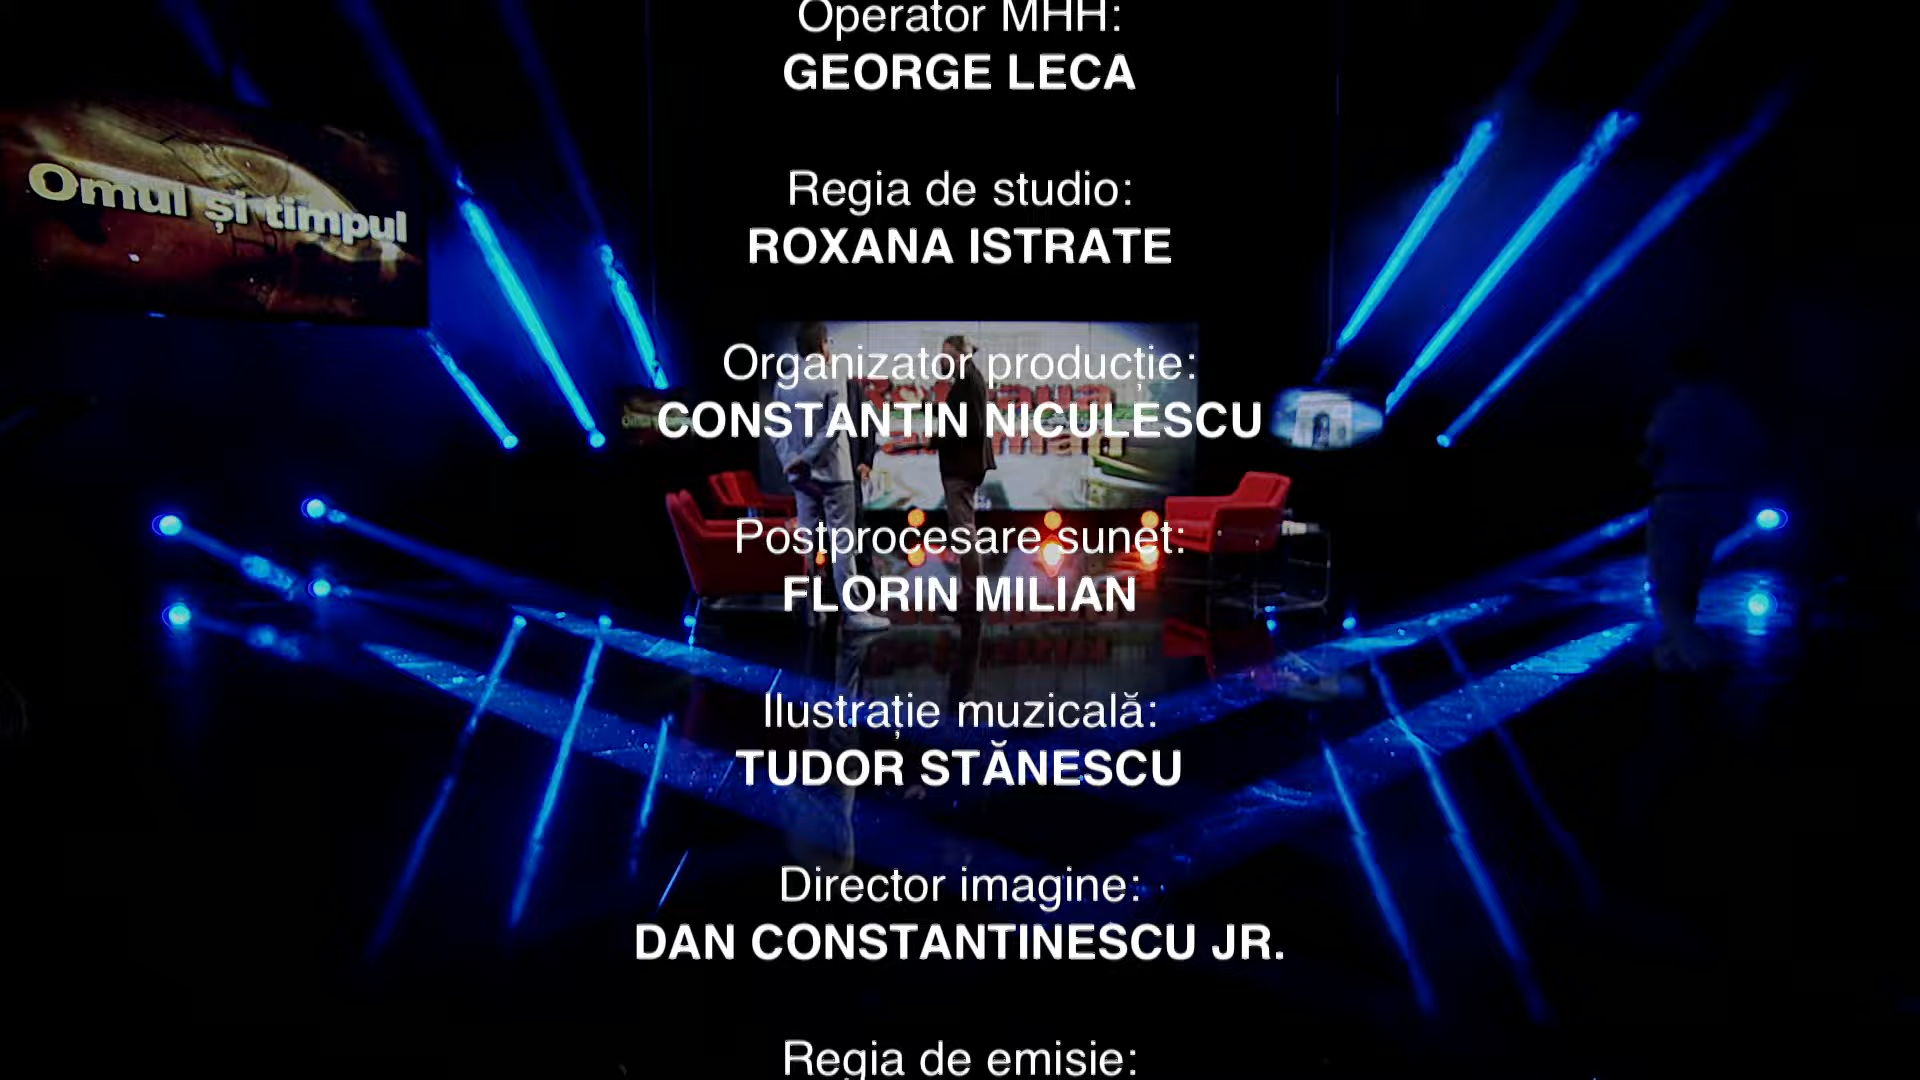 Operator MHH:
GEORGE LECA
Regia de studio:
ROXANA ISTRATE
Omul și timpul
Organizator producție:
CONSTANTIN NICULESCU
Postprocesare sunet:
FLORIN MILIAN
Ilustrație muzicală:
TUDOR STĂNESCU
Director imagine:
DAN CONSTANTINESCU JR.
Regia de emisie: